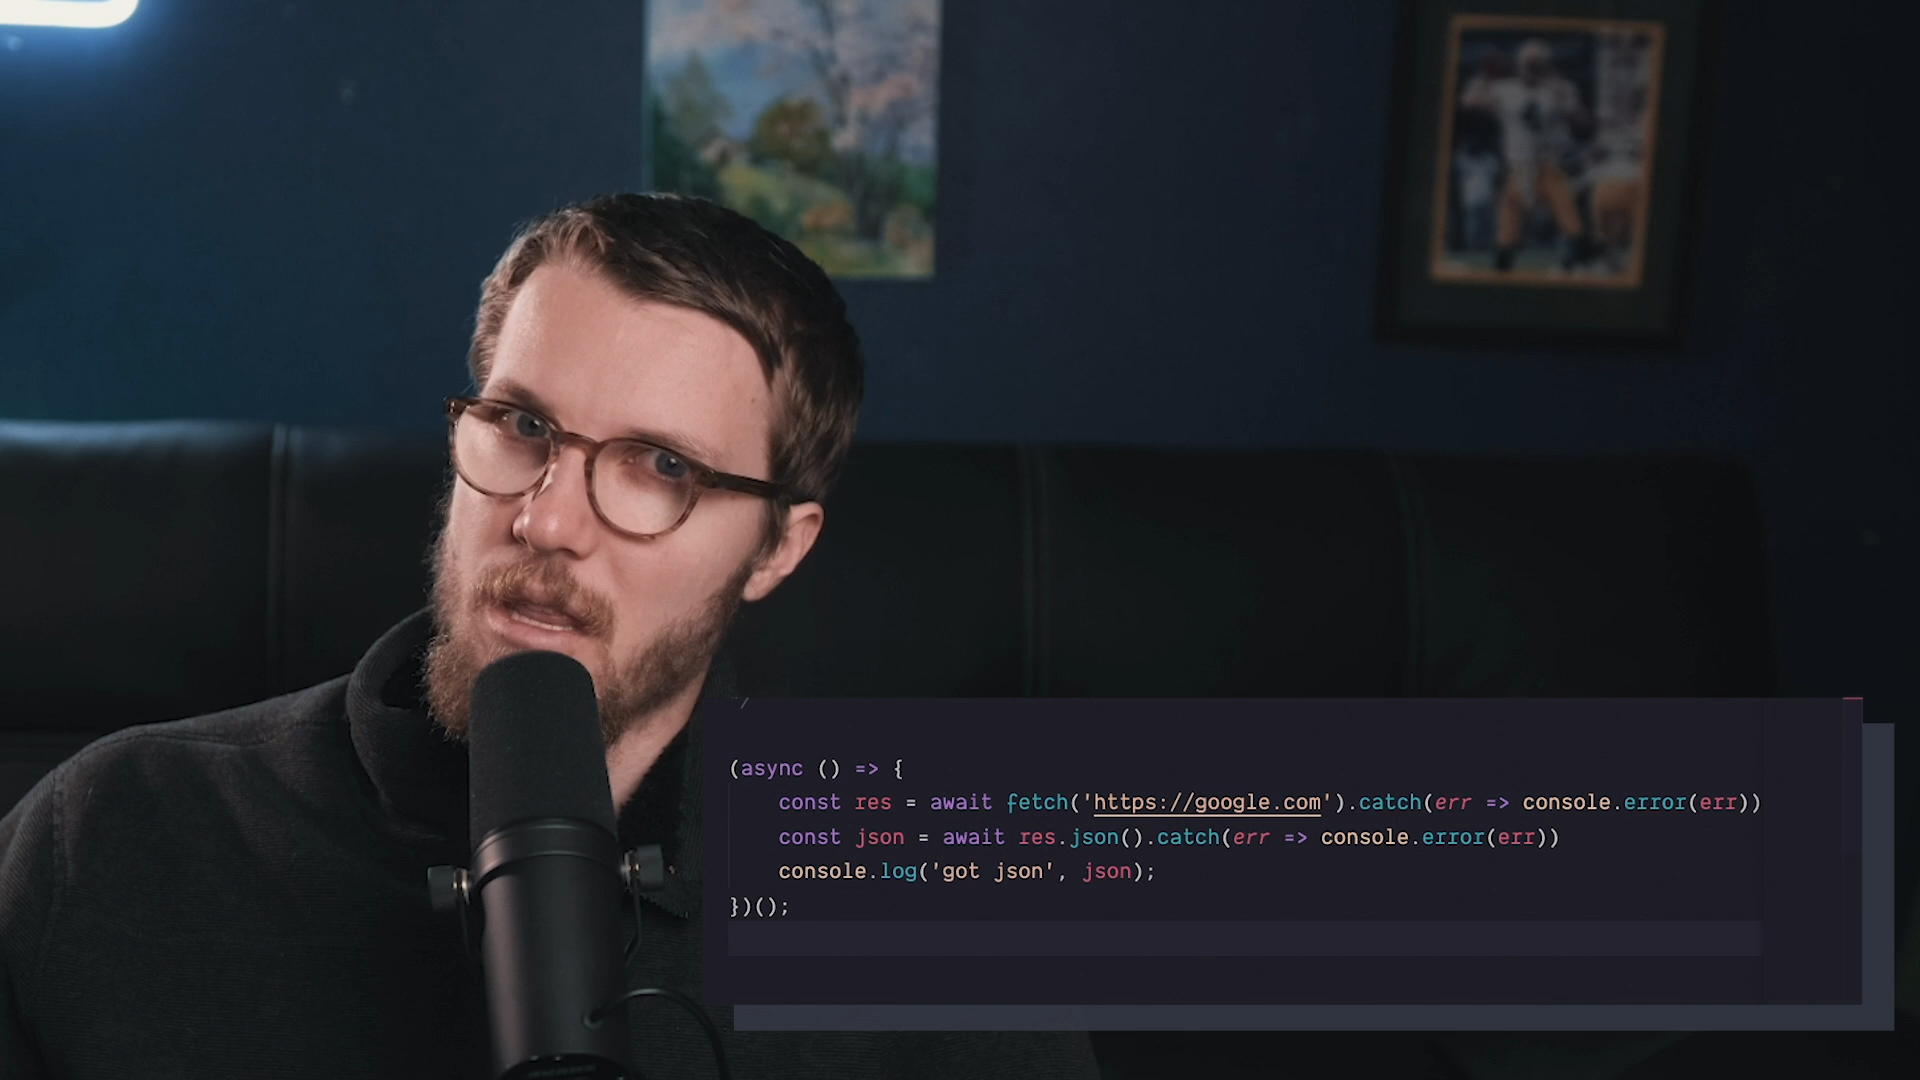 (async () => {
    const res = await fetch('https://google.com').catch(err => console.error(err))
    const json = await res.json().catch(err => console.error(err))
    console.log('got json', json);
})();